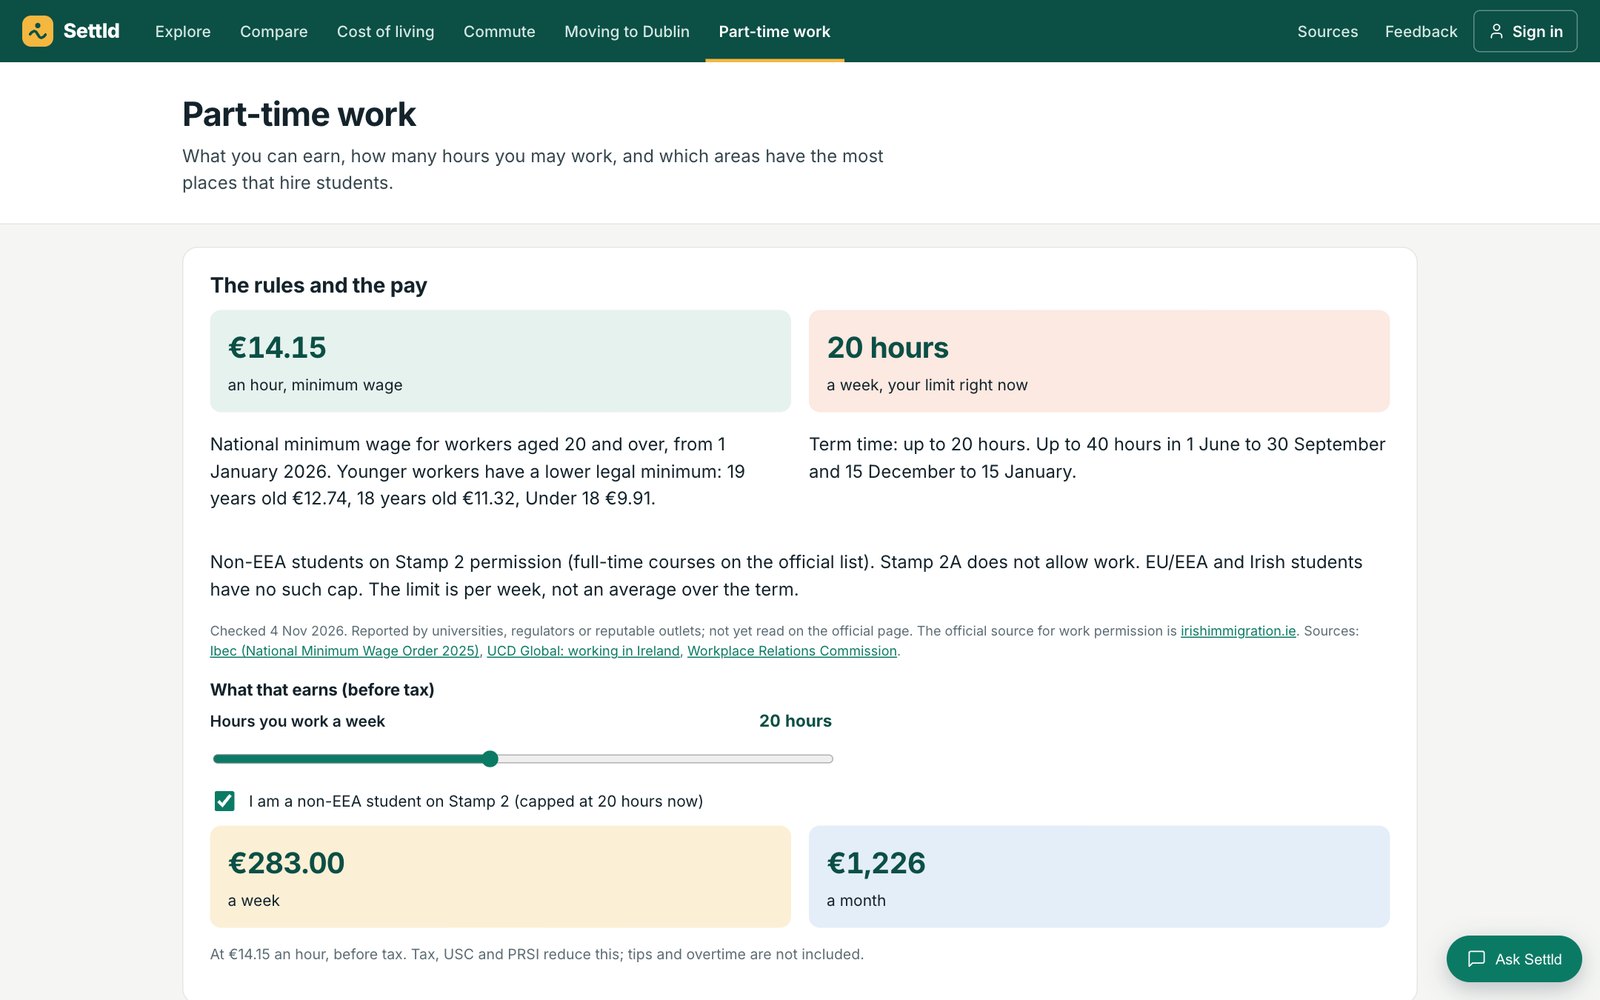 Settld
Explore
Compare
Cost of living
Commute
Moving to Dublin
Part-time work
Sources
Feedback
Sign in
Part-time work
What you can earn, how many hours you may work, and which areas have the most
places that hire students.
The rules and the pay
€14.15
an hour, minimum wage
20 hours
a week, your limit right now
National minimum wage for workers aged 20 and over, from 1
January 2026. Younger workers have a lower legal minimum: 19
years old €12.74, 18 years old €11.32, Under 18 €9.91.
Term time: up to 20 hours. Up to 40 hours in 1 June to 30 September
and 15 December to 15 January.
Non-EEA students on Stamp 2 permission (full-time courses on the official list). Stamp 2A does not allow work. EU/EEA and Irish students
have no such cap. The limit is per week, not an average over the term.
Checked 4 Nov 2026. Reported by universities, regulators or reputable outlets; not yet read on the official page. The official source for work permission is irishimmigration.ie. Sources:
Ibec (National Minimum Wage Order 2025), UCD Global: working in Ireland, Workplace Relations Commission.
What that earns (before tax)
Hours you work a week
20 hours
I am a non-EEA student on Stamp 2 (capped at 20 hours now)
€283.00
a week
€1,226
a month
At €14.15 an hour, before tax. Tax, USC and PRSI reduce this; tips and overtime are not included.
Ask Settld